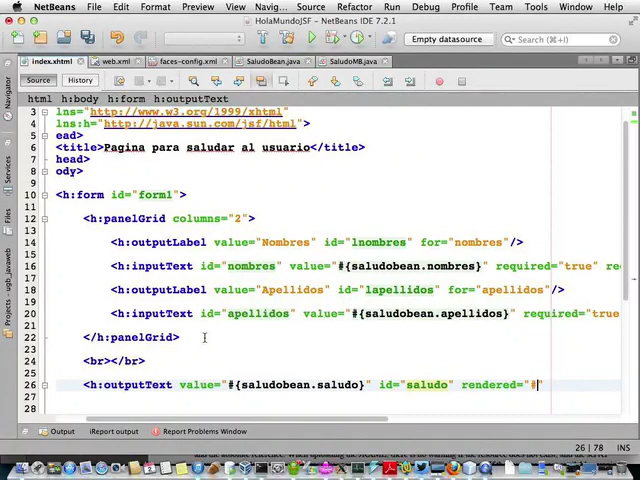 NetBeans File Edit View Navigate Source Refactor Run Debug Profile Team Tools Window Help
HolaMundoJSF - NetBeans IDE 7.2.1
Empty datasource
Search (⌘+I)
index.xhtml web.xml faces-config.xml SaludoBean.java SaludoMB.java
Source History
html h:body h:form h:outputText
Navigator
Services
Files
ugb_javaweb
3 lns="http://www.w3.org/1999/xhtml"
4 lns:h="http://java.sun.com/jsf/html">
5 ead>
6 <title>Pagina para saludar al usuario</title>
7 head>
8 ody>
9
10 <h:form id="form1">
11
12 <h:panelGrid columns="2">
13
14 <h:outputLabel value="Nombres" id="lnombres" for="nombres"/>
15
16 <h:inputText id="nombres" value="#{saludobean.nombres}" required="true" re
17
18 <h:outputLabel value="Apellidos" id="lapellidos" for="apellidos"/>
19
20 <h:inputText id="apellidos" value="#{saludobean.apellidos}" required="true"
21
22 </h:panelGrid>
23
24 <br></br>
25
26 <h:outputText value="#{saludobean.saludo}" id="saludo" rendered="#"
27
28
Output iReport output Report Problems Window
26 | 78 INS